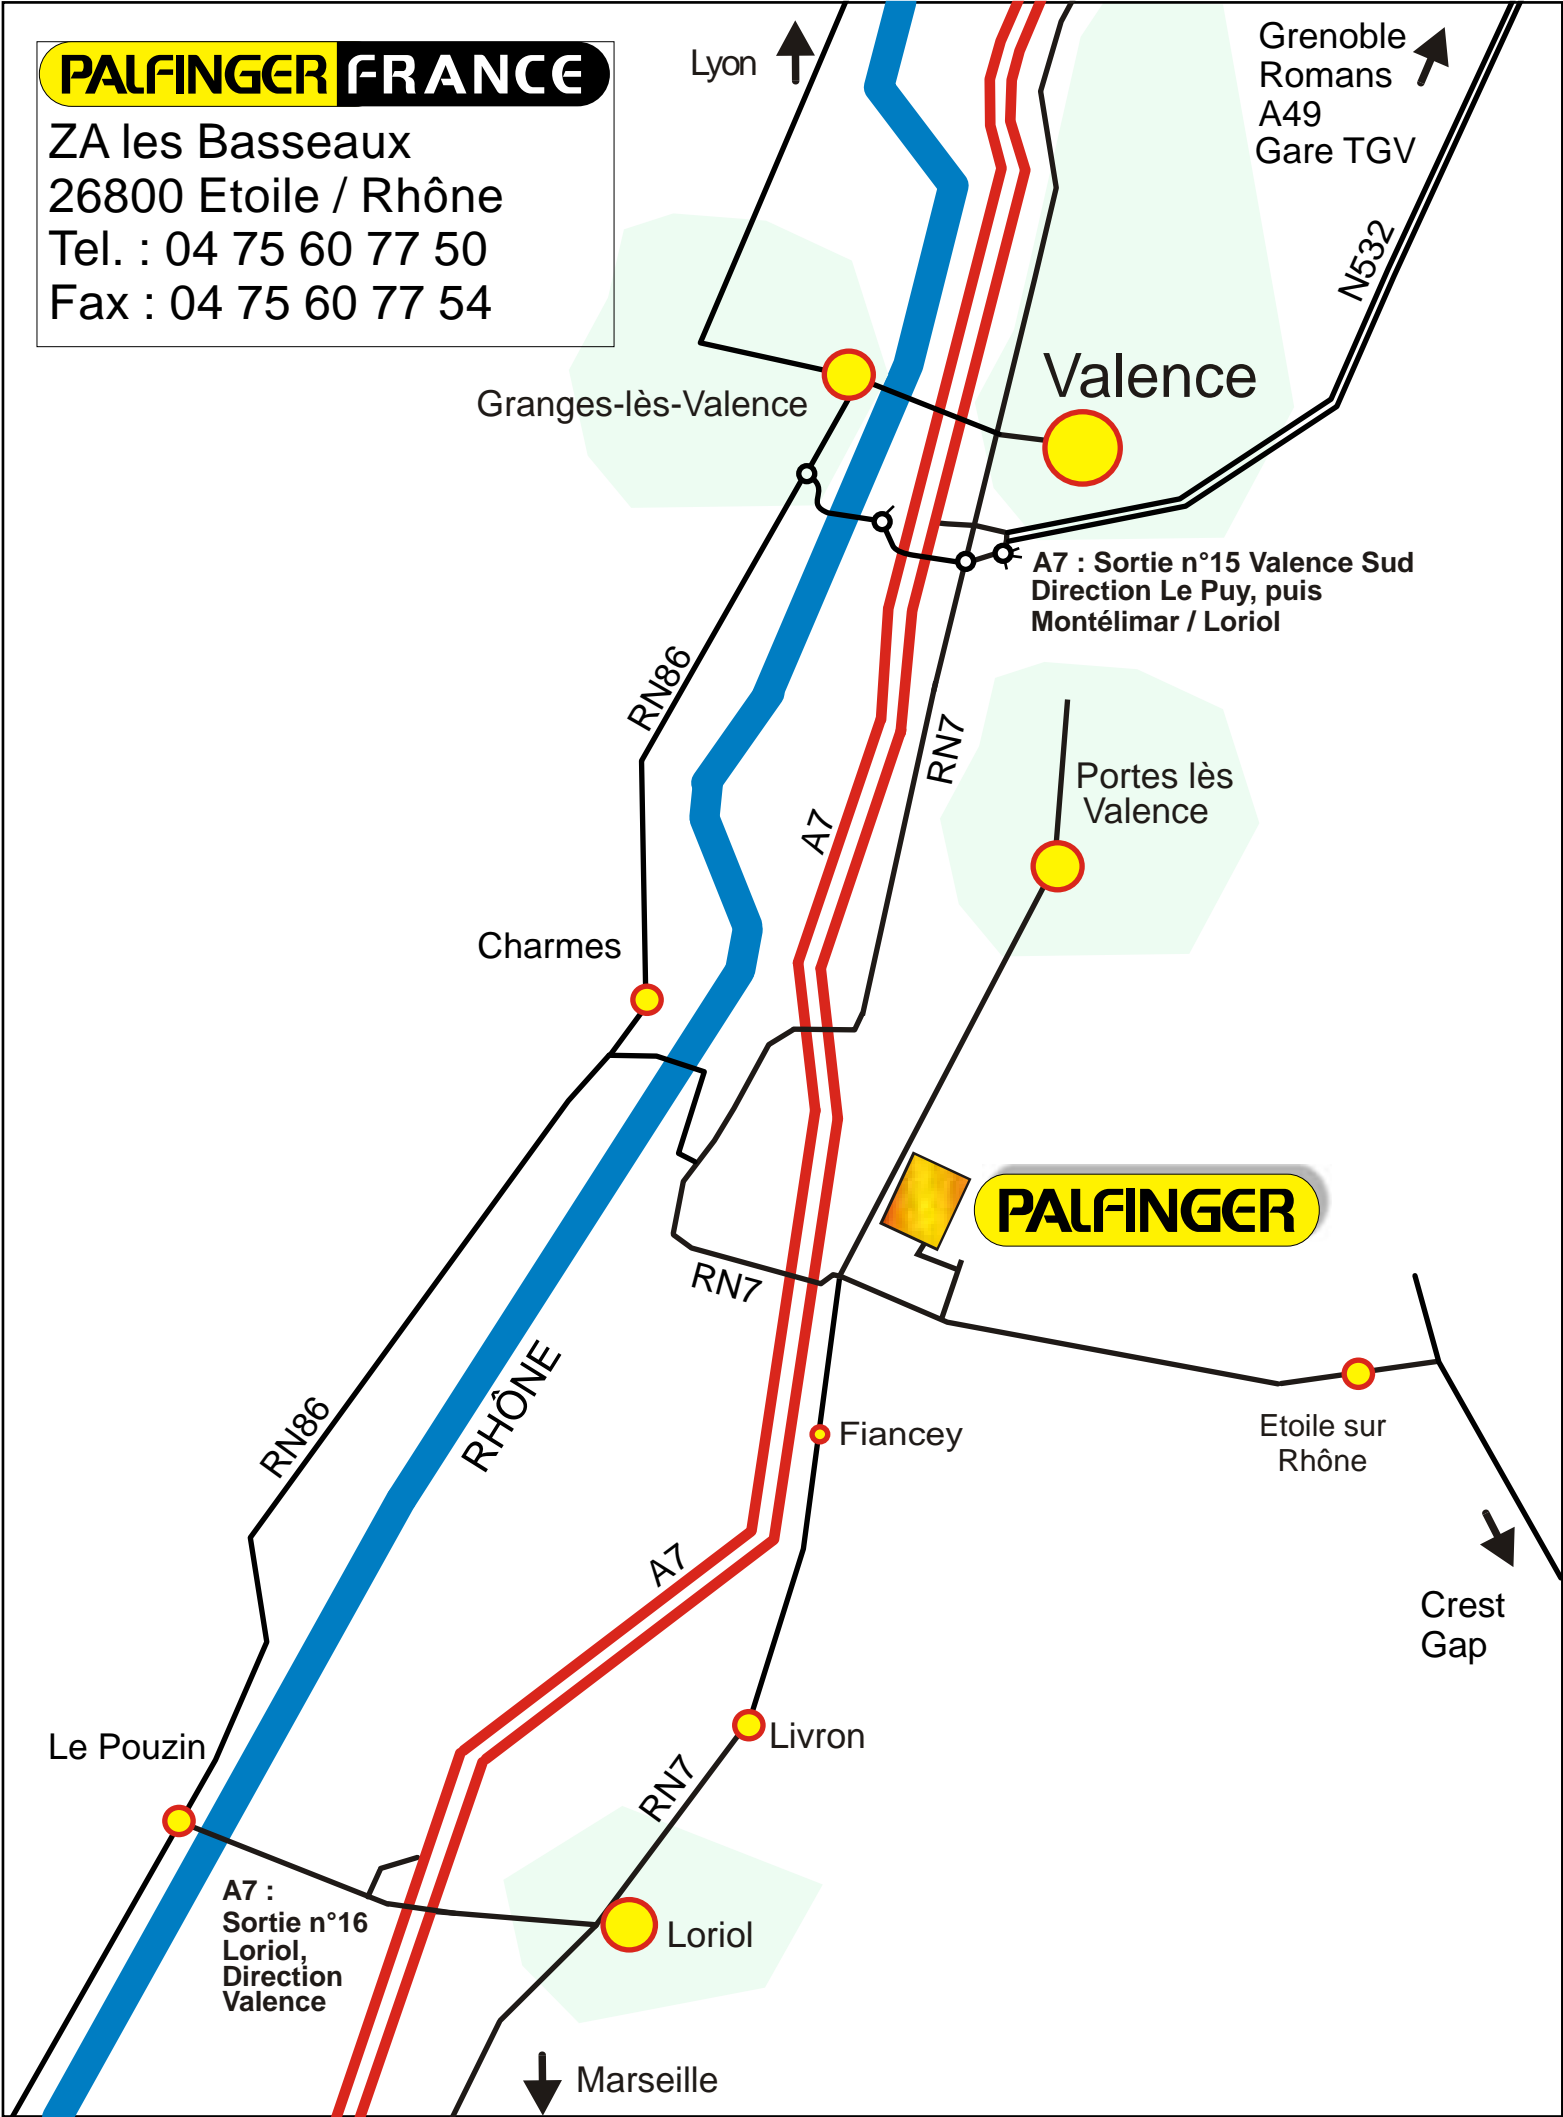 PALFINGER FRANCE
ZA les Basseaux
26800 Etoile / Rhône
Tel. : 04 75 60 77 50
Fax : 04 75 60 77 54
Lyon
Grenoble
Romans
A49
Gare TGV
N532
Granges-lès-Valence
Valence
A7 : Sortie n°15 Valence Sud
Direction Le Puy, puis
Montélimar / Loriol
RN86
RN7
Portes lès
Valence
A7
Charmes
PALFINGER
RN7
RHÔNE
RN86
Fiancey
Etoile sur
Rhône
A7
Crest
Gap
Le Pouzin
Livron
RN7
A7 :
Sortie n°16
Loriol,
Direction
Valence
Loriol
Marseille